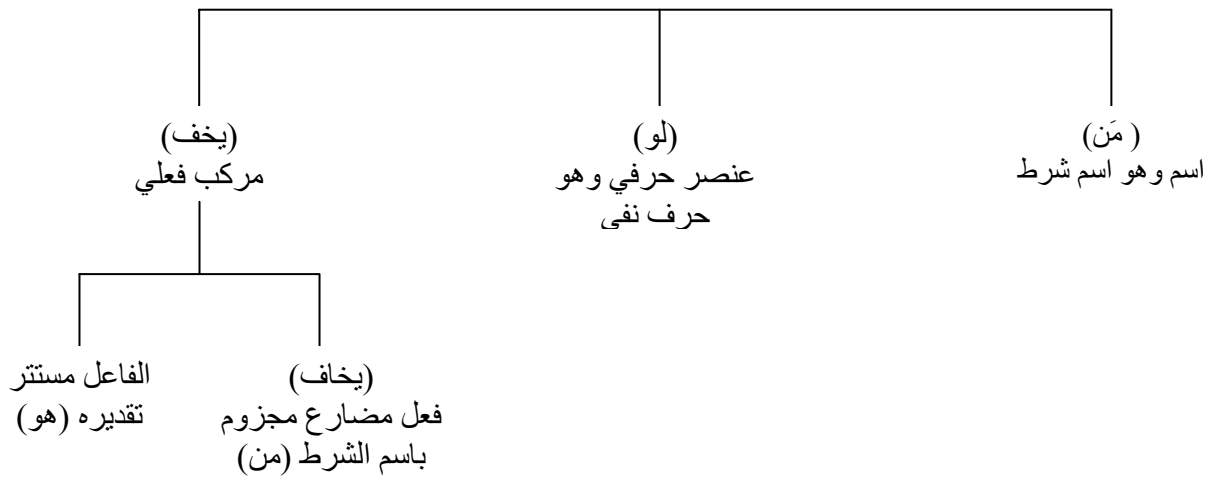 ( مَن)
اسم وهو اسم شرط
(لو)
عنصر حرفي وهو
حرف نفي
(يخف)
مركب فعلي
(يخاف)
فعل مضارع مجزوم
باسم الشرط (من)
الفاعل مستتر
تقديره (هو)